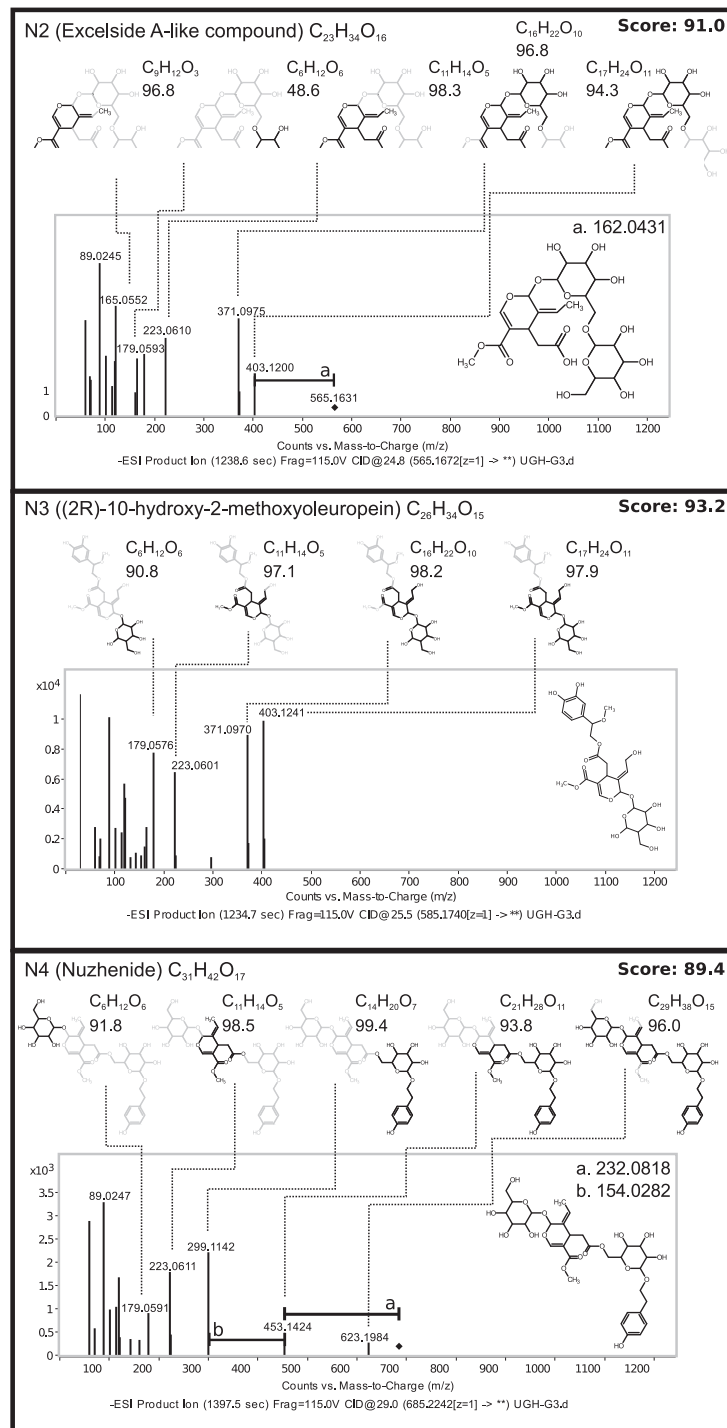 N2 (Excelside A-like compound) C23H34O16
Score: 91.0
C9H12O3
96.8
C6H12O6
48.6
C11H14O5
98.3
C16H22O10
96.8
C17H24O11
94.3
a. 162.0431
89.0245
165.0552
179.0593
223.0610
371.0975
403.1200
a
565.1631
1
0
100 200 300 400 500 600 700 800 900 1000 1100 1200
Counts vs. Mass-to-Charge (m/z)
-ESI Product Ion (1238.6 sec) Frag=115.0V CID@24.8 (565.1672[z=1] -> **) UGH-G3.d
N3 ((2R)-10-hydroxy-2-methoxyoleuropein) C26H34O15
Score: 93.2
C6H12O6
90.8
C11H14O5
97.1
C16H22O10
98.2
C17H24O11
97.9
x10^4
1
0.8
0.6
0.4
0.2
0
179.0576
223.0601
371.0970
403.1241
100 200 300 400 500 600 700 800 900 1000 1100 1200
Counts vs. Mass-to-Charge (m/z)
-ESI Product Ion (1234.7 sec) Frag=115.0V CID@25.5 (585.1740[z=1] -> **) UGH-G3.d
N4 (Nuzhenide) C31H42O17
Score: 89.4
C6H12O6
91.8
C11H14O5
98.5
C14H20O7
99.4
C21H28O11
93.8
C29H38O15
96.0
x10^3
3.5
3
2.5
2
1.5
1
0.5
0
a. 232.0818
b. 154.0282
89.0247
179.0591
223.0611
299.1142
b
453.1424
a
623.1984
100 200 300 400 500 600 700 800 900 1000 1100 1200
Counts vs. Mass-to-Charge (m/z)
-ESI Product Ion (1397.5 sec) Frag=115.0V CID@29.0 (685.2242[z=1] -> **) UGH-G3.d